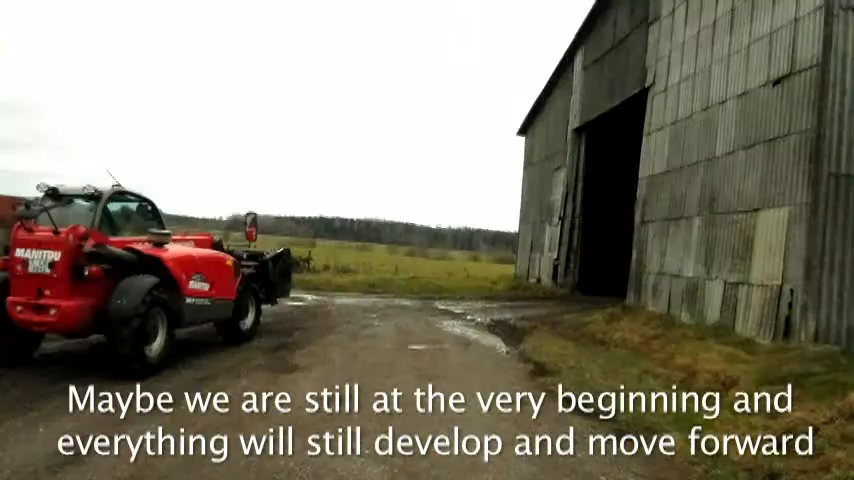 MANITOU
Maybe we are still at the very beginning and
everything will still develop and move forward